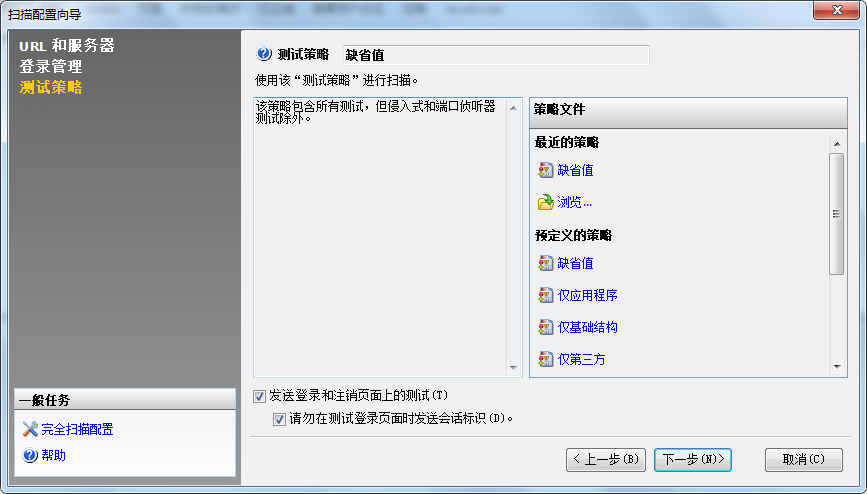 扫描配置向导
URL 和服务器
登录管理
测试策略
测试策略 缺省值
使用该“测试策略”进行扫描。
该策略包含所有测试，但侵入式和端口侦听器
测试除外。
策略文件
最近的策略
缺省值
浏览...
预定义的策略
缺省值
仅应用程序
仅基础结构
仅第三方
发送登录和注销页面上的测试(T)
请勿在测试登录页面时发送会话标识(D)。
一般任务
完全扫描配置
帮助
< 上一步(B)
下一步(N)>
取消(C)